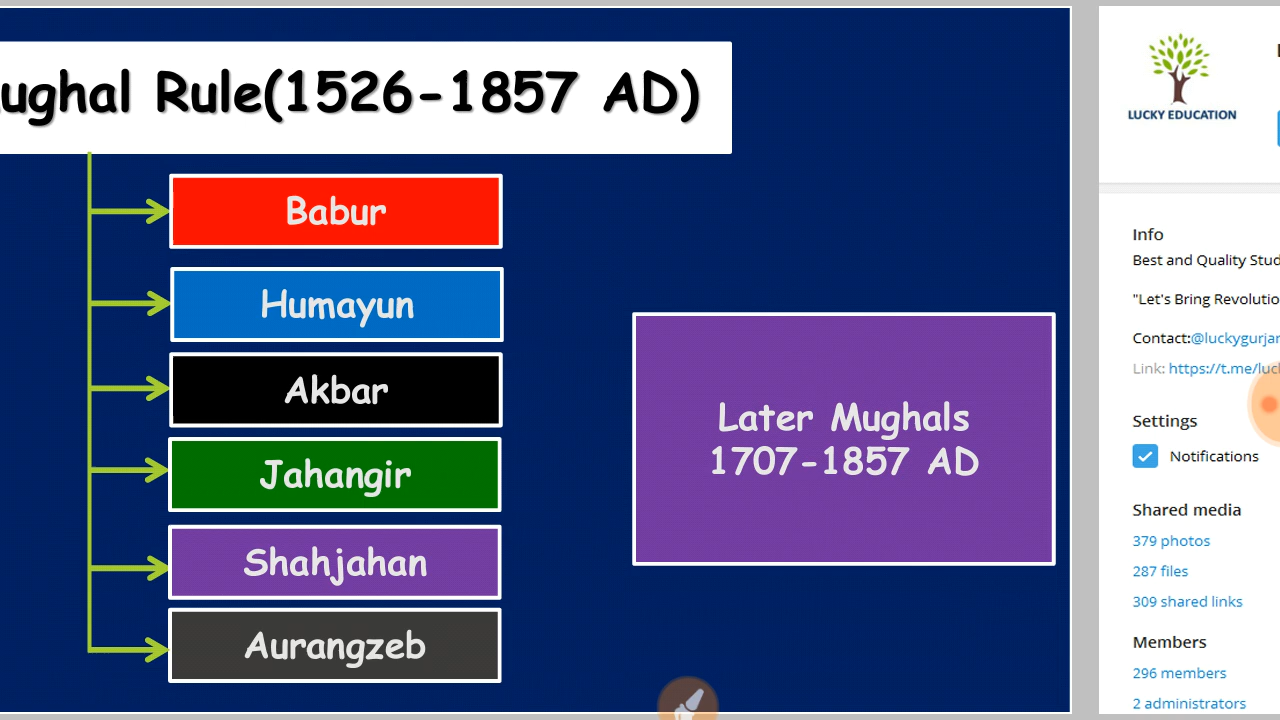 ughal Rule(1526-1857 AD)
Babur
Humayun
Akbar
Jahangir
Shahjahan
Aurangzeb
Later Mughals
1707-1857 AD
LUCKY EDUCATION
Info
Best and Quality Stud
"Let's Bring Revolutio
Contact:@luckygurjar
Link: https://t.me/luc
Settings
Notifications
Shared media
379 photos
287 files
309 shared links
Members
296 members
2 administrators